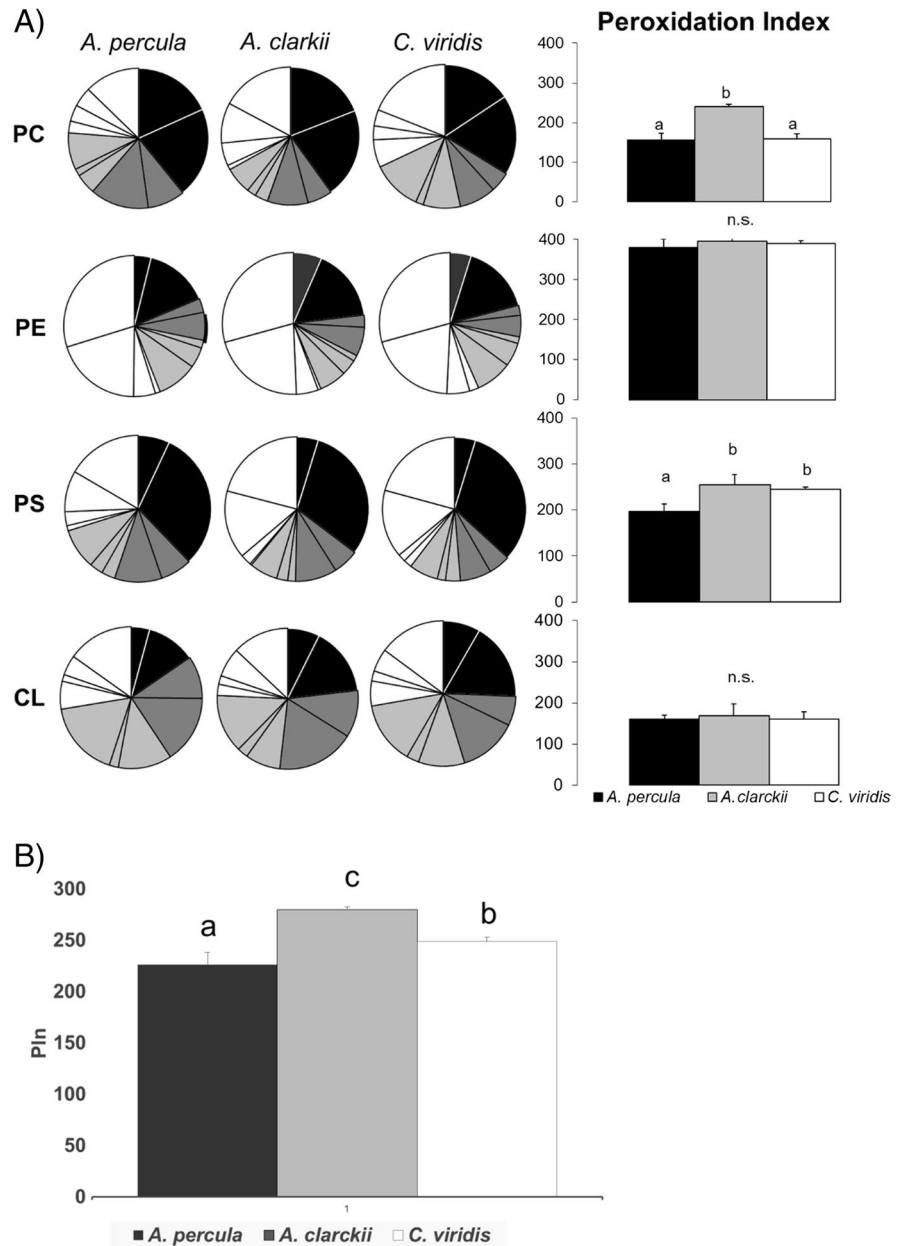 A)
A. percula A. clarkii C. viridis
Peroxidation Index
PC
400
300
200
100
0
a b a
PE
n.s.
400
300
200
100
0
PS
400
300
200
100
0
a b b
CL
400
300
200
100
0
n.s.
A. percula A.clarckii C. viridis
B)
PIn
300
250
200
150
100
50
0
a c b
1
A. percula A. clarckii C. viridis